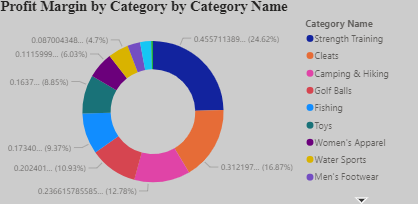 Profit Margin by Category by Category Name
Category Name
Strength Training
Cleats
Camping & Hiking
Golf Balls
Fishing
Toys
Women's Apparel
Water Sports
Men's Footwear
0.087004348... (4.7%)
0.1115999... (6.03%)
0.1637... (8.85%)
0.17340... (9.37%)
0.202401... (10.93%)
0.236615785585... (12.78%)
0.312197... (16.87%)
0.455711389... (24.62%)